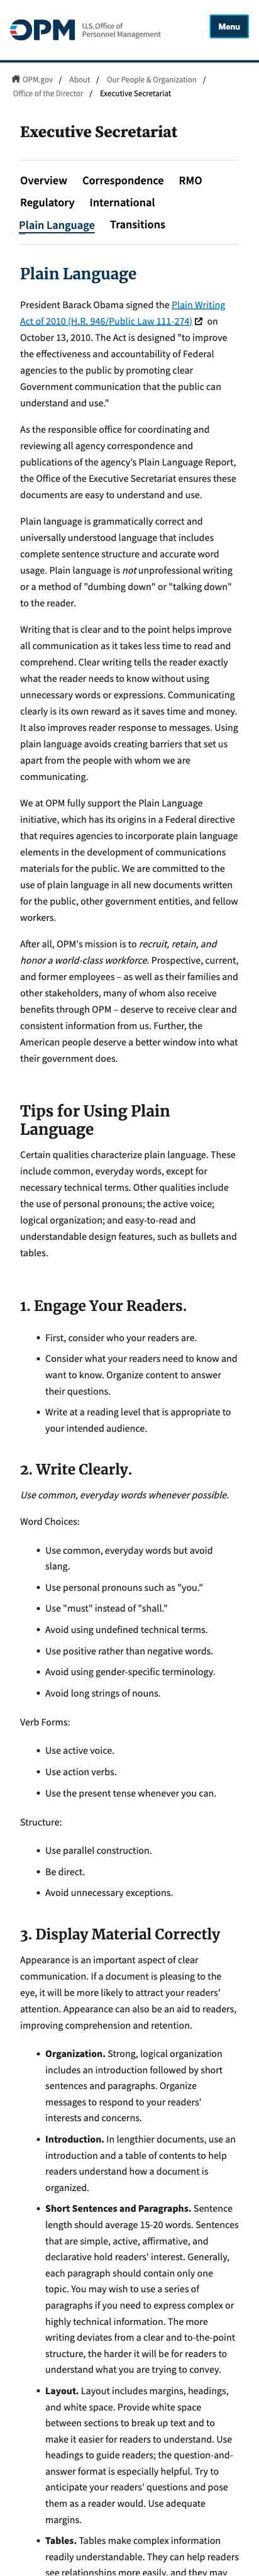 OPM
U.S. Office of
Personnel Management
Menu
OPM.gov / About / Our People & Organization /
Office of the Director / Executive Secretariat
Executive Secretariat
Overview Correspondence RMO
Regulatory International
Plain Language Transitions
Plain Language
President Barack Obama signed the Plain Writing
Act of 2010 (H.R. 946/Public Law 111-274) on
October 13, 2010. The Act is designed "to improve
the effectiveness and accountability of Federal
agencies to the public by promoting clear
Government communication that the public can
understand and use."
As the responsible office for coordinating and
reviewing all agency correspondence and
publications of the agency's Plain Language Report,
the Office of the Executive Secretariat ensures these
documents are easy to understand and use.
Plain language is grammatically correct and
universally understood language that includes
complete sentence structure and accurate word
usage. Plain language is not unprofessional writing
or a method of "dumbing down" or "talking down"
to the reader.
Writing that is clear and to the point helps improve
all communication as it takes less time to read and
comprehend. Clear writing tells the reader exactly
what the reader needs to know without using
unnecessary words or expressions. Communicating
clearly is its own reward as it saves time and money.
It also improves reader response to messages. Using
plain language avoids creating barriers that set us
apart from the people with whom we are
communicating.
We at OPM fully support the Plain Language
initiative, which has its origins in a Federal directive
that requires agencies to incorporate plain language
elements in the development of communications
materials for the public. We are committed to the
use of plain language in all new documents written
for the public, other government entities, and fellow
workers.
After all, OPM's mission is to recruit, retain, and
honor a world-class workforce. Prospective, current,
and former employees – as well as their families and
other stakeholders, many of whom also receive
benefits through OPM – deserve to receive clear and
consistent information from us. Further, the
American people deserve a better window into what
their government does.
Tips for Using Plain
Language
Certain qualities characterize plain language. These
include common, everyday words, except for
necessary technical terms. Other qualities include
the use of personal pronouns; the active voice;
logical organization; and easy-to-read and
understandable design features, such as bullets and
tables.
1. Engage Your Readers.
• First, consider who your readers are.
• Consider what your readers need to know and
want to know. Organize content to answer
their questions.
• Write at a reading level that is appropriate to
your intended audience.
2. Write Clearly.
Use common, everyday words whenever possible.
Word Choices:
• Use common, everyday words but avoid
slang.
• Use personal pronouns such as "you."
• Use "must" instead of "shall."
• Avoid using undefined technical terms.
• Use positive rather than negative words.
• Avoid using gender-specific terminology.
• Avoid long strings of nouns.
Verb Forms:
• Use active voice.
• Use action verbs.
• Use the present tense whenever you can.
Structure:
• Use parallel construction.
• Be direct.
• Avoid unnecessary exceptions.
3. Display Material Correctly
Appearance is an important aspect of clear
communication. If a document is pleasing to the
eye, it will be more likely to attract your readers'
attention. Appearance can also be an aid to readers,
improving comprehension and retention.
• Organization. Strong, logical organization
includes an introduction followed by short
sentences and paragraphs. Organize
messages to respond to your readers'
interests and concerns.
• Introduction. In lengthier documents, use an
introduction and a table of contents to help
readers understand how a document is
organized.
• Short Sentences and Paragraphs. Sentence
length should average 15-20 words. Sentences
that are simple, active, affirmative, and
declarative hold readers' interest. Generally,
each paragraph should contain only one
topic. You may wish to use a series of
paragraphs if you need to express complex or
highly technical information. The more
writing deviates from a clear and to-the-point
structure, the harder it will be for readers to
understand what you are trying to convey.
• Layout. Layout includes margins, headings,
and white space. Provide white space
between sections to break up text and to
make it easier for readers to understand. Use
headings to guide readers; the question-and-
answer format is especially helpful. Try to
anticipate your readers' questions and pose
them as a reader would. Use adequate
margins.
• Tables. Tables make complex information
readily understandable. They can help readers
see relationships more easily, and they may